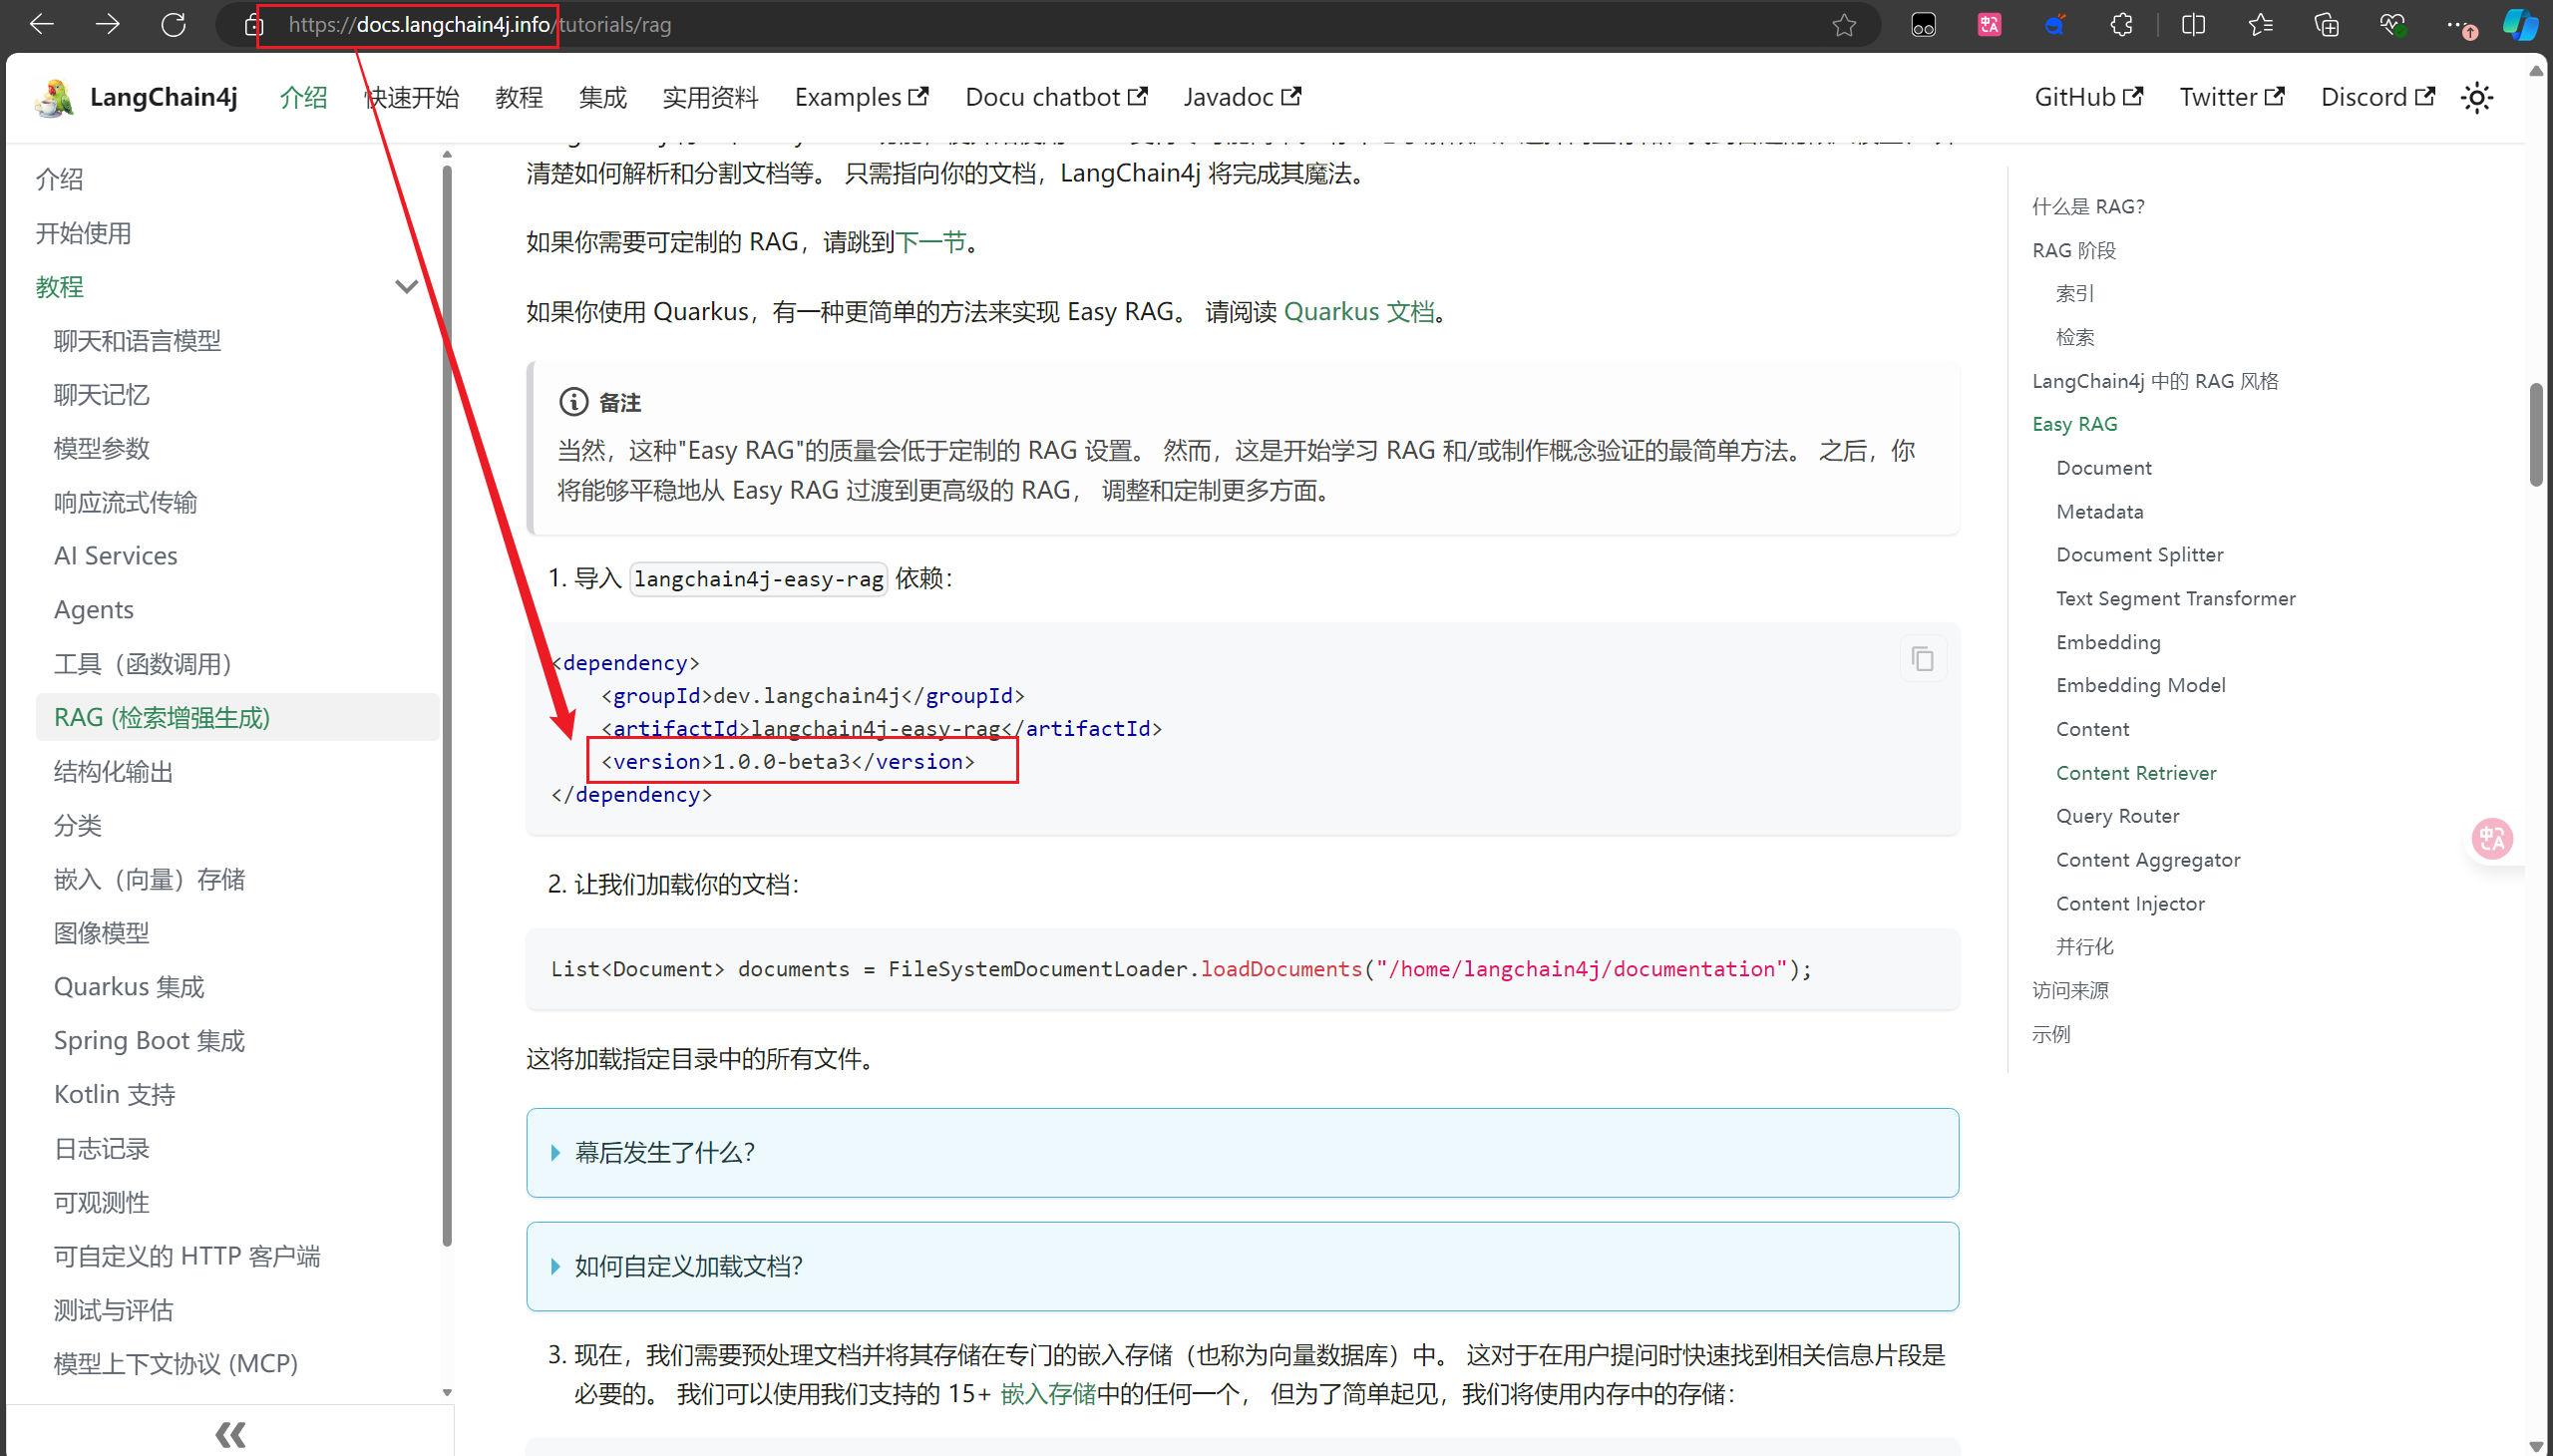 https://docs.langchain4j.info/tutorials/rag
LangChain4j 介绍 快速开始 教程 集成 实用资料 Examples Docu chatbot Javadoc GitHub Twitter Discord
介绍
开始使用
教程
聊天和语言模型
聊天记忆
模型参数
响应流式传输
AI Services
Agents
工具（函数调用）
RAG (检索增强生成)
结构化输出
分类
嵌入（向量）存储
图像模型
Quarkus 集成
Spring Boot 集成
Kotlin 支持
日志记录
可观测性
可自定义的 HTTP 客户端
测试与评估
模型上下文协议 (MCP)
清楚如何解析和分割文档等。 只需指向你的文档，LangChain4j 将完成其魔法。
如果你需要可定制的 RAG，请跳到下一节。
如果你使用 Quarkus，有一种更简单的方法来实现 Easy RAG。 请阅读 Quarkus 文档。
备注
当然，这种"Easy RAG"的质量会低于定制的 RAG 设置。 然而，这是开始学习 RAG 和/或制作概念验证的最简单方法。 之后，你
将能够平稳地从 Easy RAG 过渡到更高级的 RAG， 调整和定制更多方面。
1. 导入 langchain4j-easy-rag 依赖：
<dependency>
<groupId>dev.langchain4j</groupId>
<artifactId>langchain4j-easy-rag</artifactId>
<version>1.0.0-beta3</version>
</dependency>
2. 让我们加载你的文档：
List<Document> documents = FileSystemDocumentLoader.loadDocuments("/home/langchain4j/documentation");
这将加载指定目录中的所有文件。
幕后发生了什么？
如何自定义加载文档？
3. 现在，我们需要预处理文档并将其存储在专门的嵌入存储（也称为向量数据库）中。 这对于在用户提问时快速找到相关信息片段是
必要的。 我们可以使用我们支持的 15+ 嵌入存储中的任何一个， 但为了简单起见，我们将使用内存中的存储：
什么是 RAG？
RAG 阶段
索引
检索
LangChain4j 中的 RAG 风格
Easy RAG
Document
Metadata
Document Splitter
Text Segment Transformer
Embedding
Embedding Model
Content
Content Retriever
Query Router
Content Aggregator
Content Injector
并行化
访问来源
示例